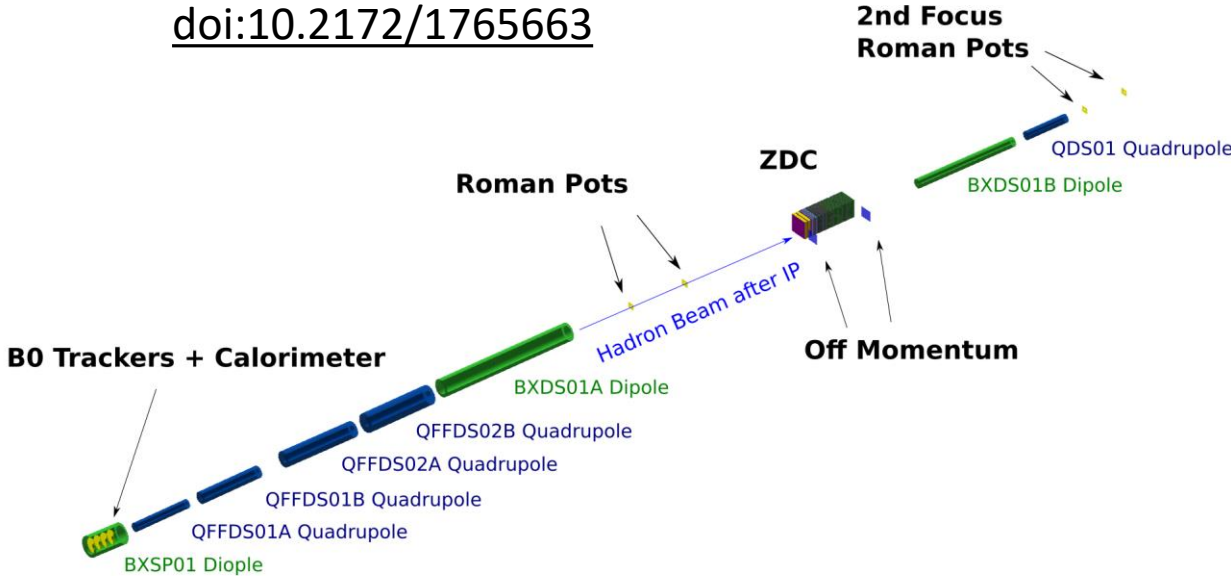 doi:10.2172/1765663
2nd Focus
Roman Pots
QDS01 Quadrupole
ZDC
BXDS01B Dipole
Roman Pots
Hadron Beam after IP
Off Momentum
B0 Trackers + Calorimeter
BXDS01A Dipole
QFFDS02B Quadrupole
QFFDS02A Quadrupole
QFFDS01B Quadrupole
QFFDS01A Quadrupole
BXSP01 Diople